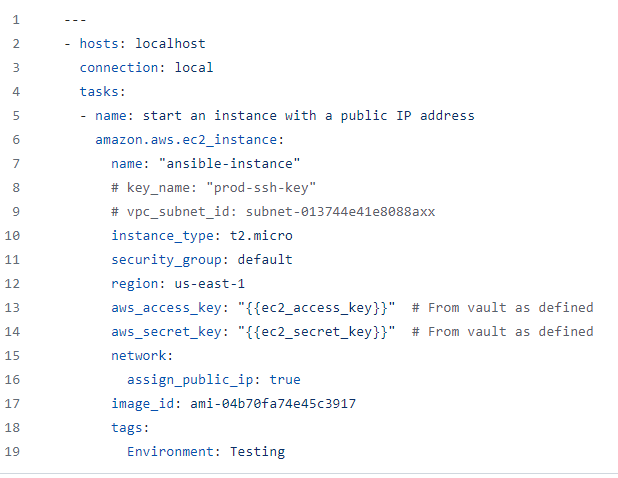 1 ---
2 - hosts: localhost
3   connection: local
4   tasks:
5   - name: start an instance with a public IP address
6     amazon.aws.ec2_instance:
7       name: "ansible-instance"
8       # key_name: "prod-ssh-key"
9       # vpc_subnet_id: subnet-013744e41e8088axx
10       instance_type: t2.micro
11       security_group: default
12       region: us-east-1
13       aws_access_key: "{{ec2_access_key}}"  # From vault as defined
14       aws_secret_key: "{{ec2_secret_key}}"  # From vault as defined
15       network:
16         assign_public_ip: true
17       image_id: ami-04b70fa74e45c3917
18       tags:
19         Environment: Testing